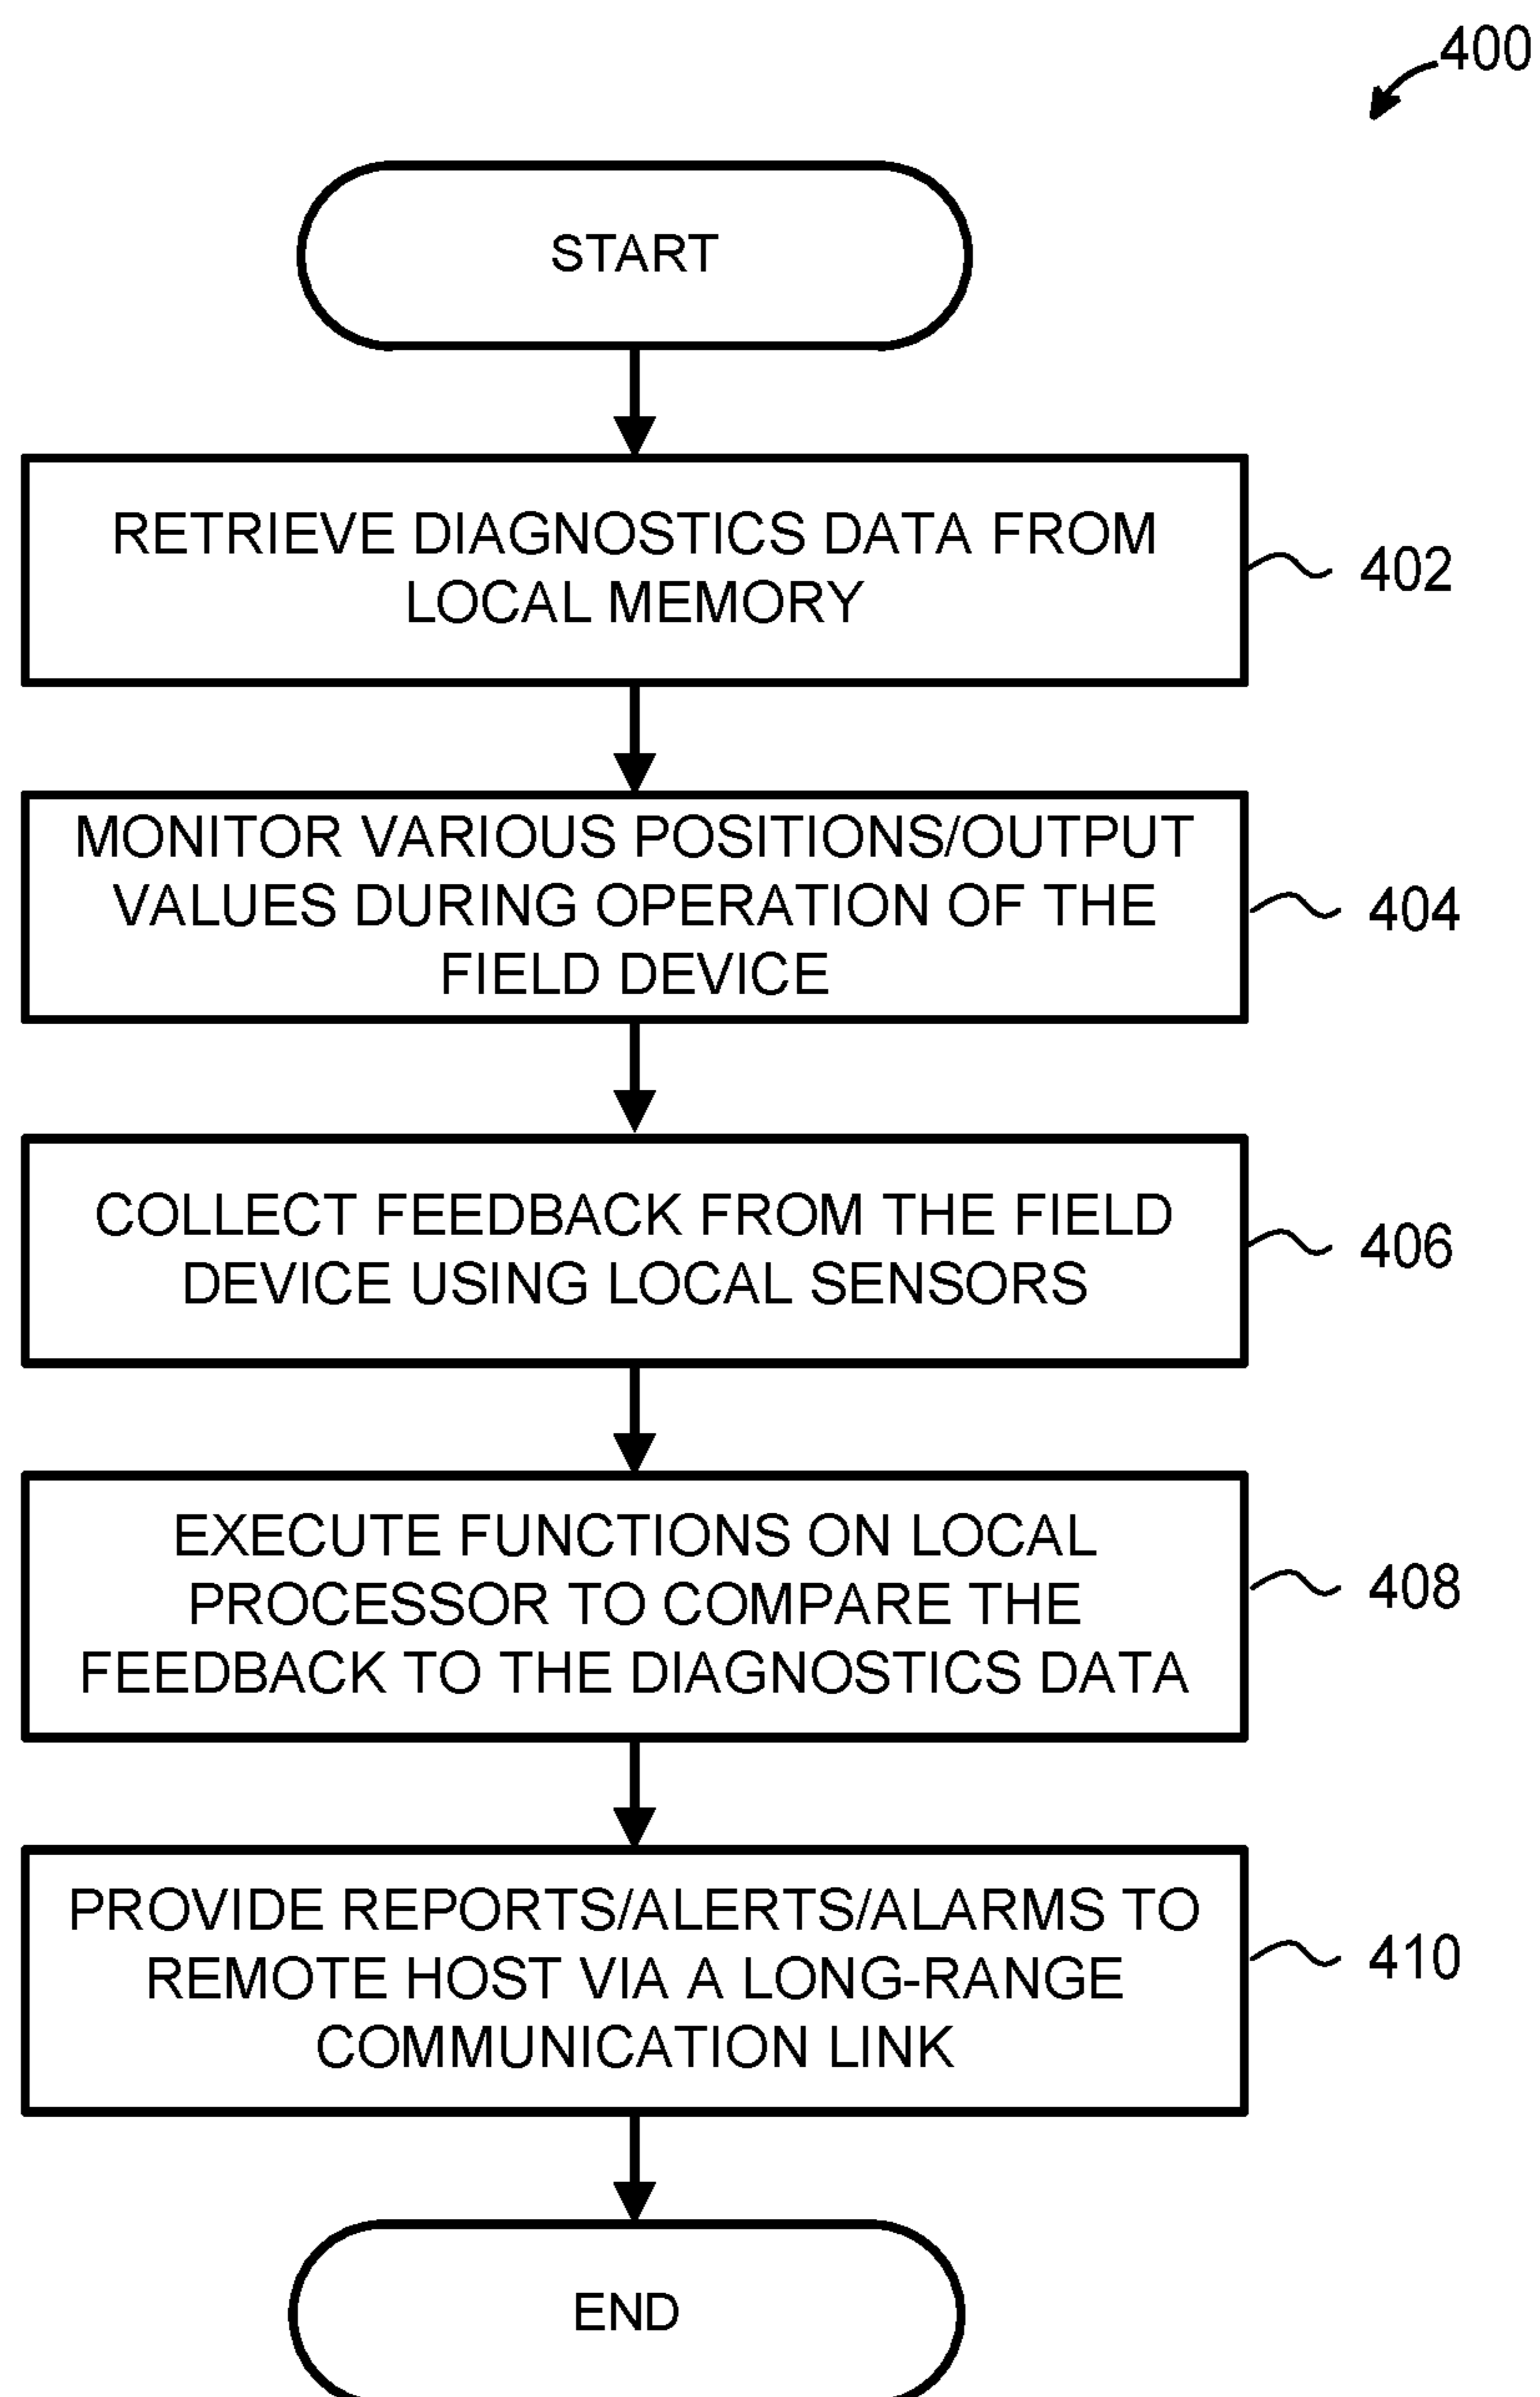 400
START
RETRIEVE DIAGNOSTICS DATA FROM
LOCAL MEMORY
402
MONITOR VARIOUS POSITIONS/OUTPUT
VALUES DURING OPERATION OF THE
FIELD DEVICE
404
COLLECT FEEDBACK FROM THE FIELD
DEVICE USING LOCAL SENSORS
406
EXECUTE FUNCTIONS ON LOCAL
PROCESSOR TO COMPARE THE
FEEDBACK TO THE DIAGNOSTICS DATA
408
PROVIDE REPORTS/ALERTS/ALARMS TO
REMOTE HOST VIA A LONG-RANGE
COMMUNICATION LINK
410
END